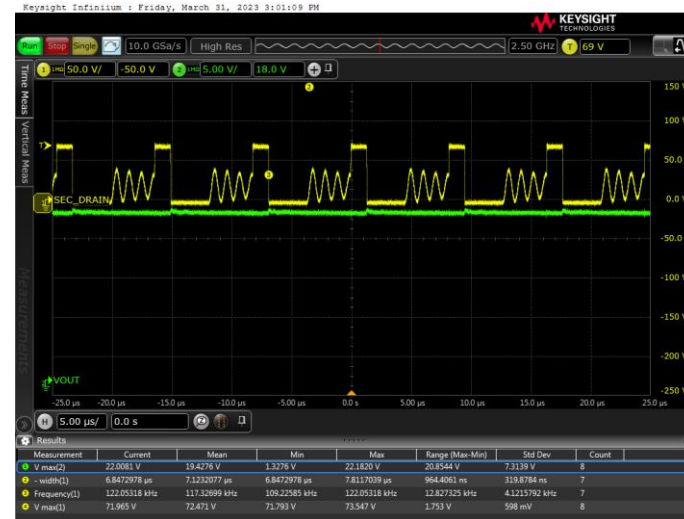 Keysight Infiniium : Friday, March 31, 2023 3:01:09 PM
KEYSIGHT
TECHNOLOGIES
Run Stop Single 10.0 GSa/s High Res 2.50 GHz T 69 V
1 50.0 V/ -50.0 V 2 5.00 V/ 18.0 V
Time Meas
Vertical Meas
Measurements
150 V
100 V
T
50.0
SEC_DRAIN
0.0 V
-50.0
-100 V
-150 V
-200 V
VOUT
-250 V
-25.0 µs -20.0 µs -15.0 µs -10.0 µs -5.00 µs 0.0 s 5.00 µs 10.0 µs 15.0 µs 20.0 µs 25.0 µs
H 5.00 µs/ 0.0 s
Results
Measurement Current Mean Min Max Range (Max-Min) Std Dev Count
V max(2) 22.0081 V 19.4276 V 1.3276 V 22.1820 V 20.8544 V 7.3139 V 8
- width(1) 6.8472978 µs 7.1232077 µs 6.8472978 µs 7.8117039 µs 964.4061 ns 319.8784 ns 7
Frequency(1) 122.05318 kHz 117.32699 kHz 109.22585 kHz 122.05318 kHz 12.827325 kHz 4.1215792 kHz 7
V max(1) 71.965 V 72.471 V 71.793 V 73.547 V 1.753 V 598 mV 8